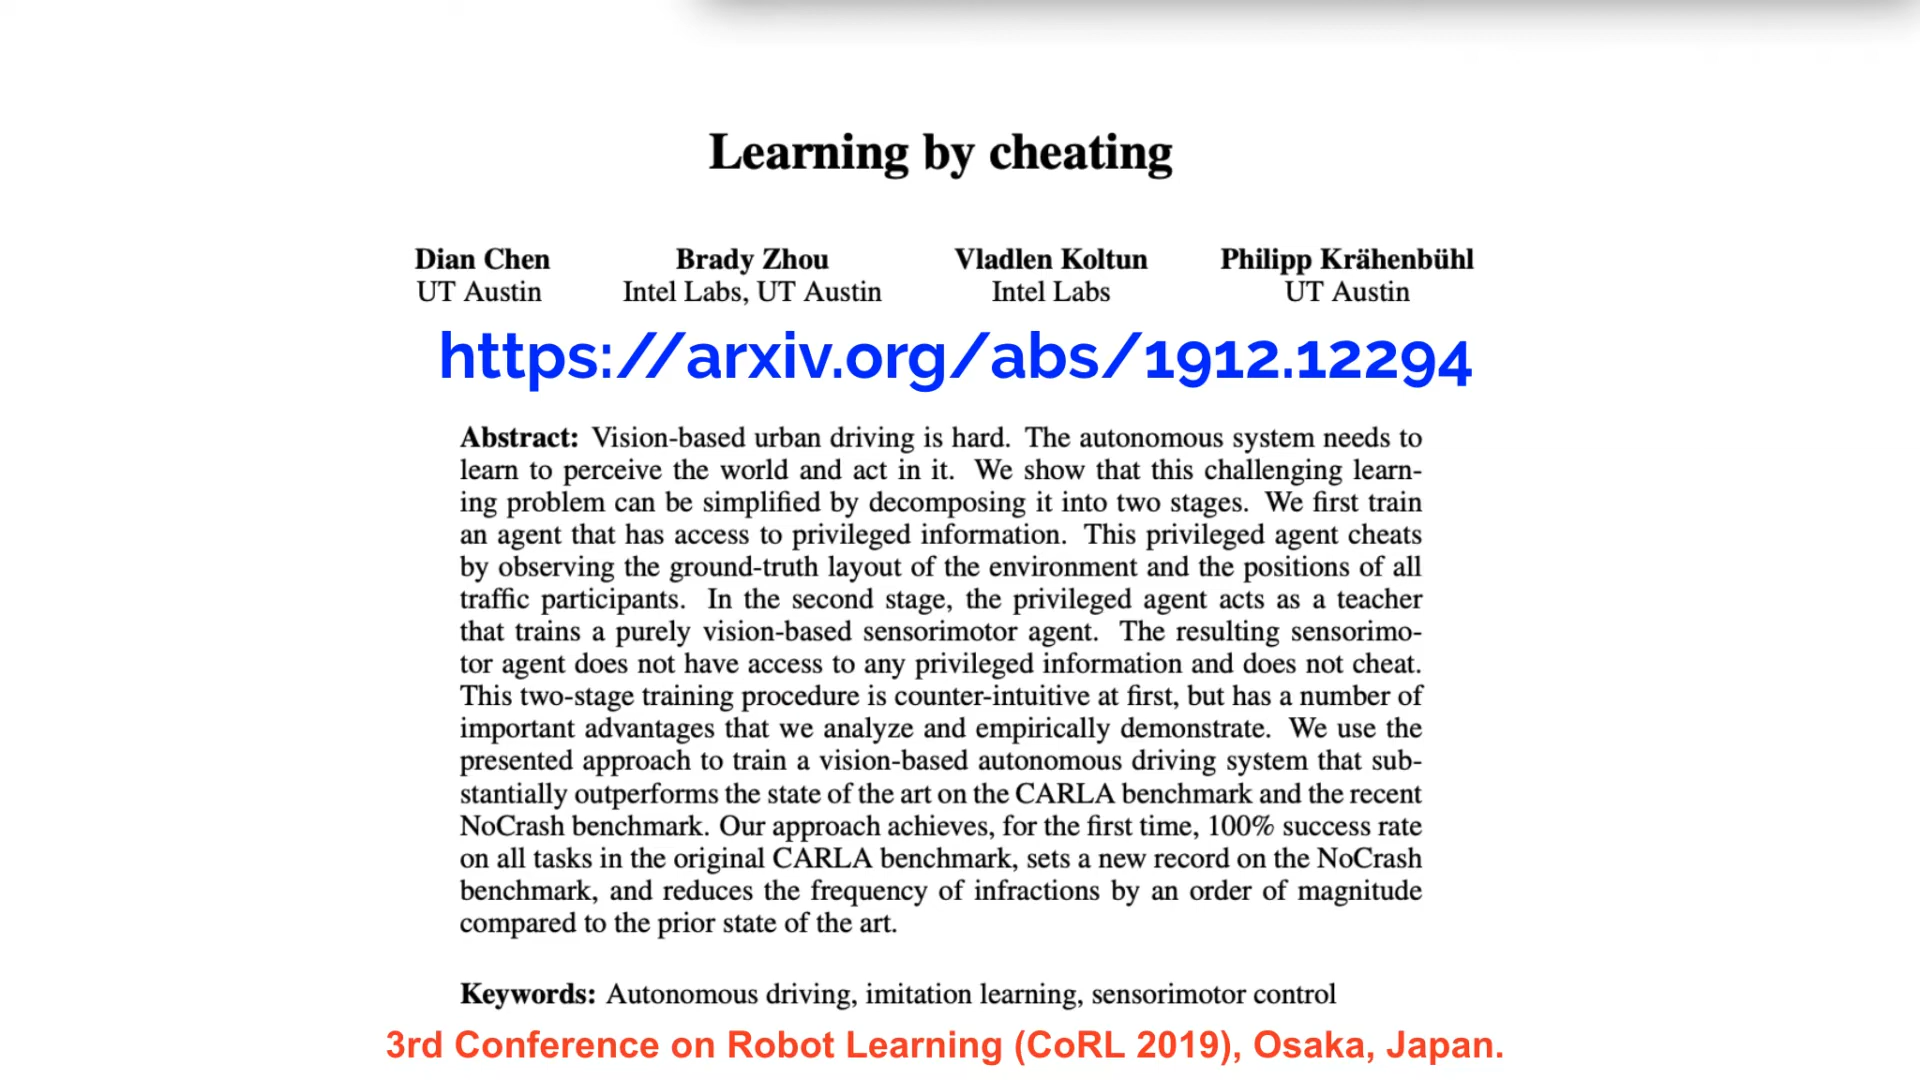 Learning by cheating
Dian Chen Brady Zhou Vladlen Koltun Philipp Krähenbühl
UT Austin Intel Labs, UT Austin Intel Labs UT Austin
https://arxiv.org/abs/1912.12294
Abstract: Vision-based urban driving is hard. The autonomous system needs to
learn to perceive the world and act in it. We show that this challenging learn-
ing problem can be simplified by decomposing it into two stages. We first train
an agent that has access to privileged information. This privileged agent cheats
by observing the ground-truth layout of the environment and the positions of all
traffic participants. In the second stage, the privileged agent acts as a teacher
that trains a purely vision-based sensorimotor agent. The resulting sensorimo-
tor agent does not have access to any privileged information and does not cheat.
This two-stage training procedure is counter-intuitive at first, but has a number of
important advantages that we analyze and empirically demonstrate. We use the
presented approach to train a vision-based autonomous driving system that sub-
stantially outperforms the state of the art on the CARLA benchmark and the recent
NoCrash benchmark. Our approach achieves, for the first time, 100% success rate
on all tasks in the original CARLA benchmark, sets a new record on the NoCrash
benchmark, and reduces the frequency of infractions by an order of magnitude
compared to the prior state of the art.
Keywords: Autonomous driving, imitation learning, sensorimotor control
3rd Conference on Robot Learning (CoRL 2019), Osaka, Japan.